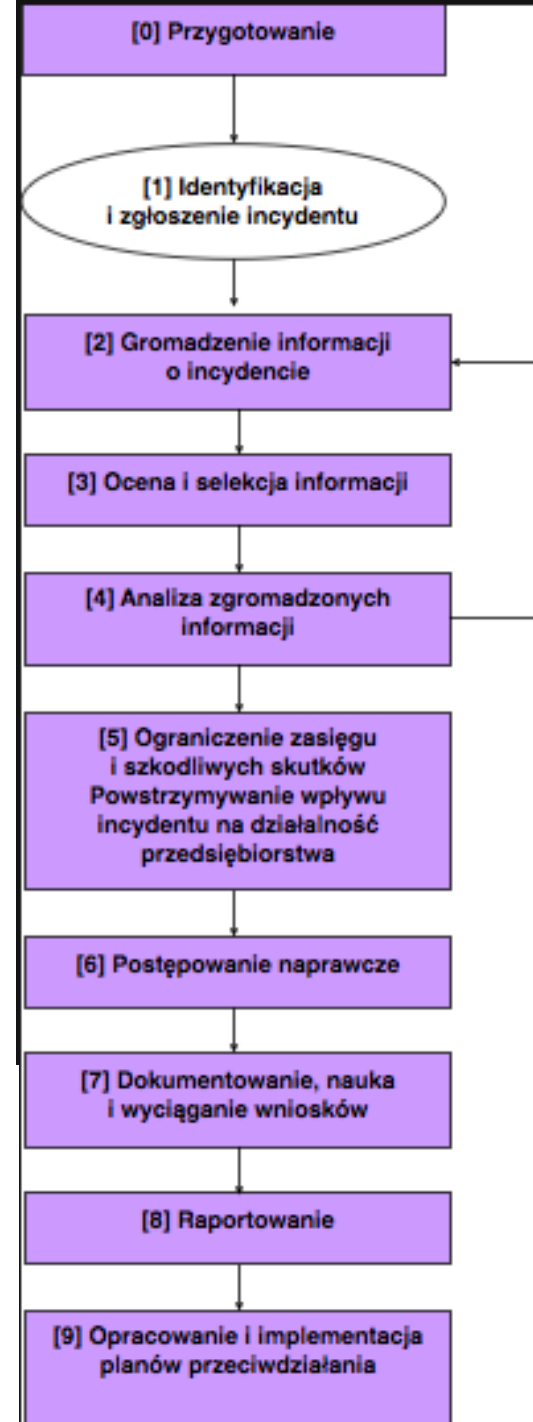 [0] Przygotowanie
[1] Identyfikacja
i zgłoszenie incydentu
[2] Gromadzenie informacji
o incydencie
[3] Ocena i selekcja informacji
[4] Analiza zgromadzonych
informacji
[5] Ograniczenie zasięgu
i szkodliwych skutków
Powstrzymywanie wpływu
incydentu na działalność
przedsiębiorstwa
[6] Postępowanie naprawcze
[7] Dokumentowanie, nauka
i wyciąganie wniosków
[8] Raportowanie
[9] Opracowanie i implementacja
planów przeciwdziałania